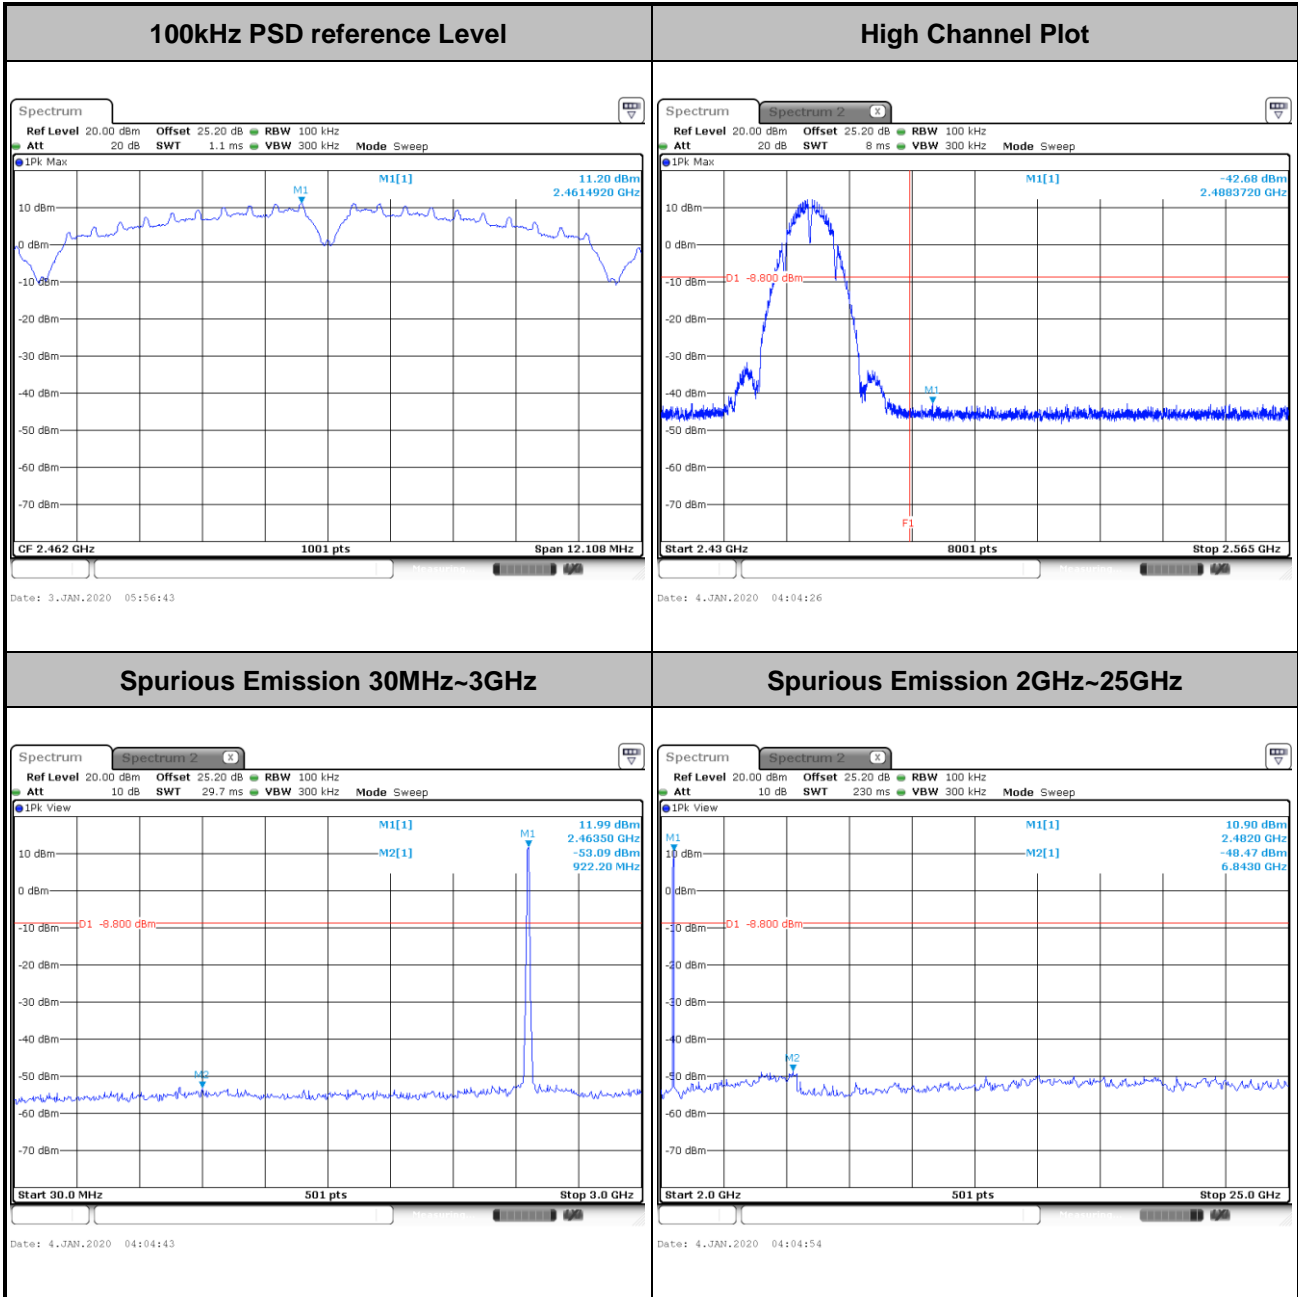 100kHz PSD reference Level
High Channel Plot
Spectrum
Ref Level 20.00 dBm Offset 25.20 dB RBW 100 kHz
Att 20 dB SWT 1.1 ms VBW 300 kHz Mode Sweep
1Pk Max
M1[1] 11.20 dBm
2.4614920 GHz
M1
10 dBm
0 dBm
-10 dBm
-20 dBm
-30 dBm
-40 dBm
-50 dBm
-60 dBm
-70 dBm
CF 2.462 GHz 1001 pts Span 12.108 MHz
Date: 3.JAN.2020 05:56:43
Spectrum Spectrum 2 X
Ref Level 20.00 dBm Offset 25.20 dB RBW 100 kHz
Att 20 dB SWT 8 ms VBW 300 kHz Mode Sweep
1Pk Max
M1[1] -42.68 dBm
2.4883720 GHz
10 dBm
0 dBm
D1 -8.800 dBm
-10 dBm
-20 dBm
-30 dBm
-40 dBm
M1
-50 dBm
-60 dBm
-70 dBm
F1
Start 2.43 GHz 8001 pts Stop 2.565 GHz
Measuring
Date: 4.JAN.2020 04:04:26
Spurious Emission 30MHz~3GHz
Spurious Emission 2GHz~25GHz
Spectrum Spectrum 2 X
Ref Level 20.00 dBm Offset 25.20 dB RBW 100 kHz
Att 10 dB SWT 29.7 ms VBW 300 kHz Mode Sweep
1Pk View
M1[1] 11.99 dBm
2.46350 GHz
M2[1] -53.09 dBm
922.20 MHz
M1
10 dBm
0 dBm
D1 -8.800 dBm
-10 dBm
-20 dBm
-30 dBm
-40 dBm
-50 dBm
M2
-60 dBm
-70 dBm
Start 30.0 MHz 501 pts Stop 3.0 GHz
Date: 4.JAN.2020 04:04:43
Spectrum Spectrum 2 X
Ref Level 20.00 dBm Offset 25.20 dB RBW 100 kHz
Att 10 dB SWT 230 ms VBW 300 kHz Mode Sweep
1Pk View
M1[1] 10.90 dBm
2.4820 GHz
M2[1] -48.47 dBm
6.8430 GHz
M1
10 dBm
0 dBm
D1 -8.800 dBm
-10 dBm
-20 dBm
-30 dBm
-40 dBm
M2
-50 dBm
-60 dBm
-70 dBm
Start 2.0 GHz 501 pts Stop 25.0 GHz
Date: 4.JAN.2020 04:04:54